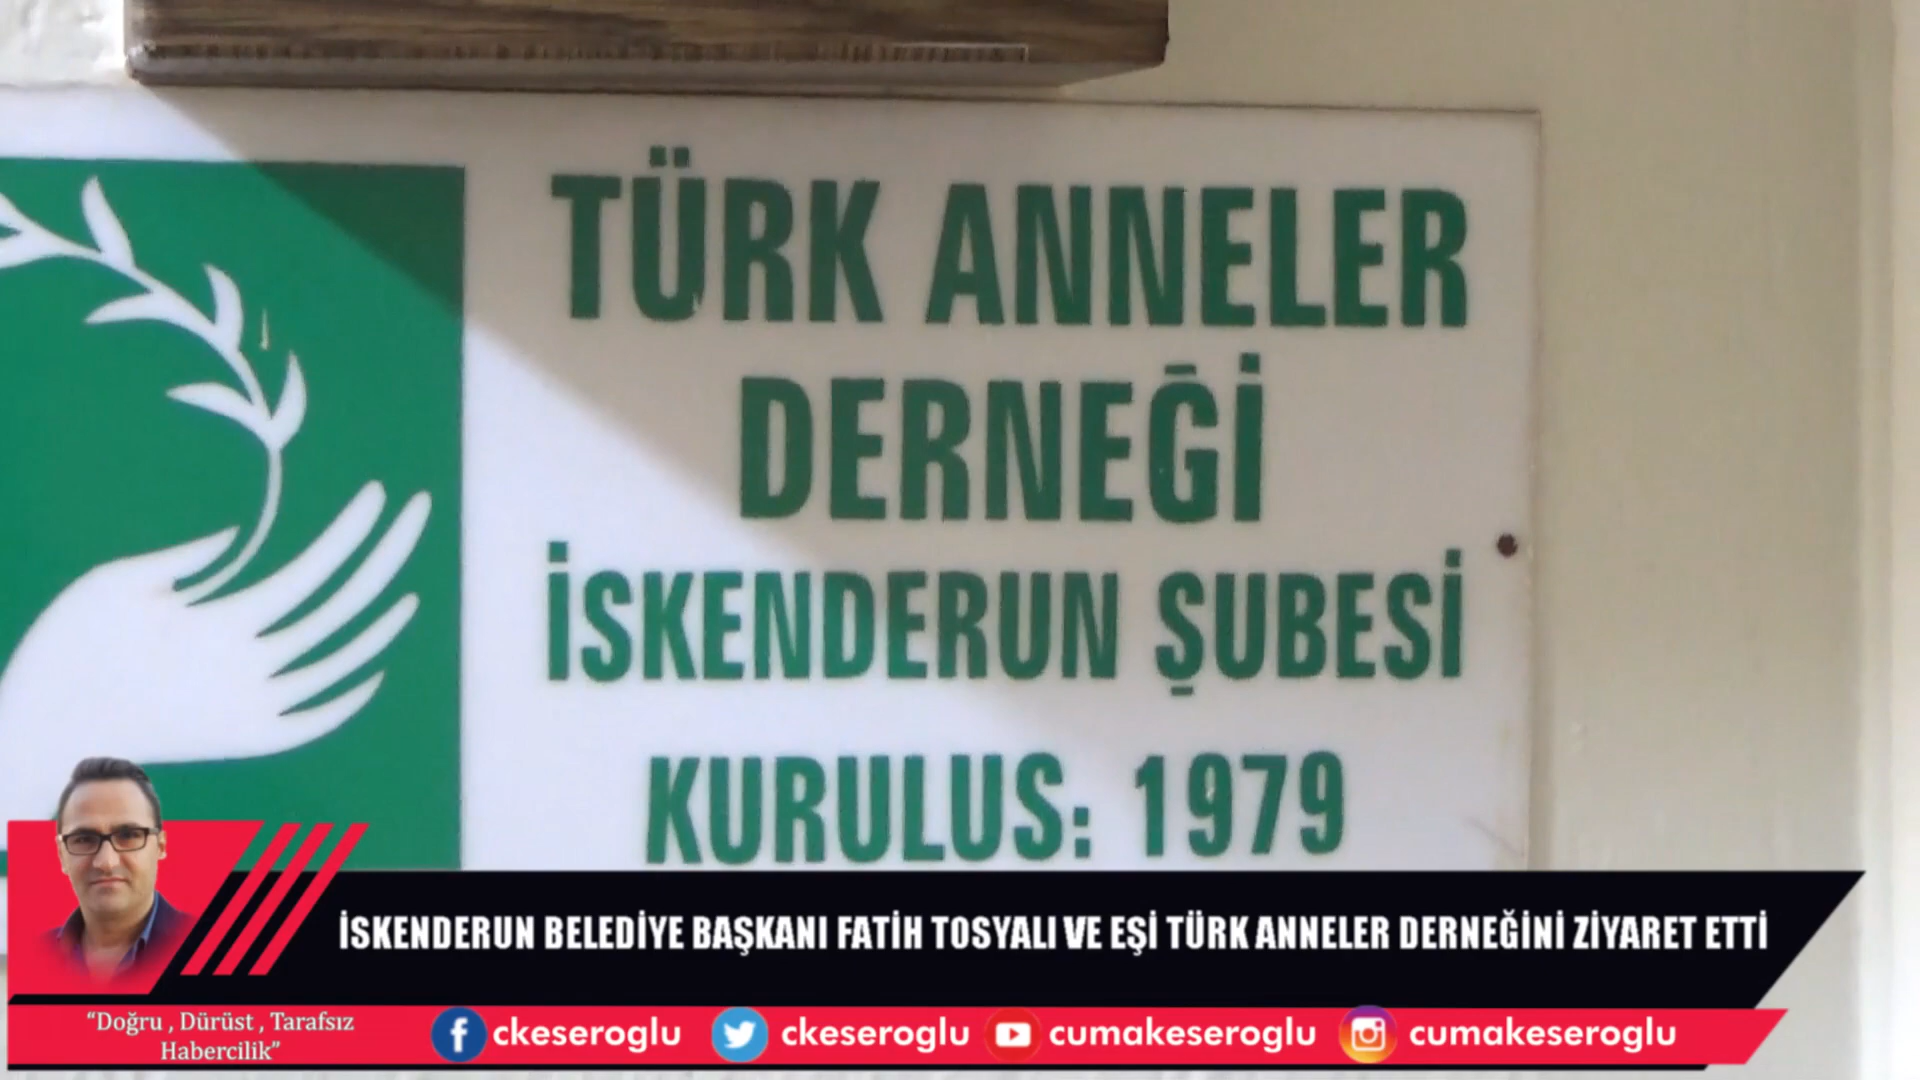 TÜRK ANNELER
DERNEĞİ
İSKENDERUN ŞUBESİ
KURULUS: 1979
İSKENDERUN BELEDİYE BAŞKANI FATİH TOSYALI VE EŞİ TÜRK ANNELER DERNEĞİNİ ZİYARET ETTİ
“Doğru , Dürüst , Tarafsız
Habercilik”
ckeseroglu ckeseroglu cumakeseroglu cumakeseroglu